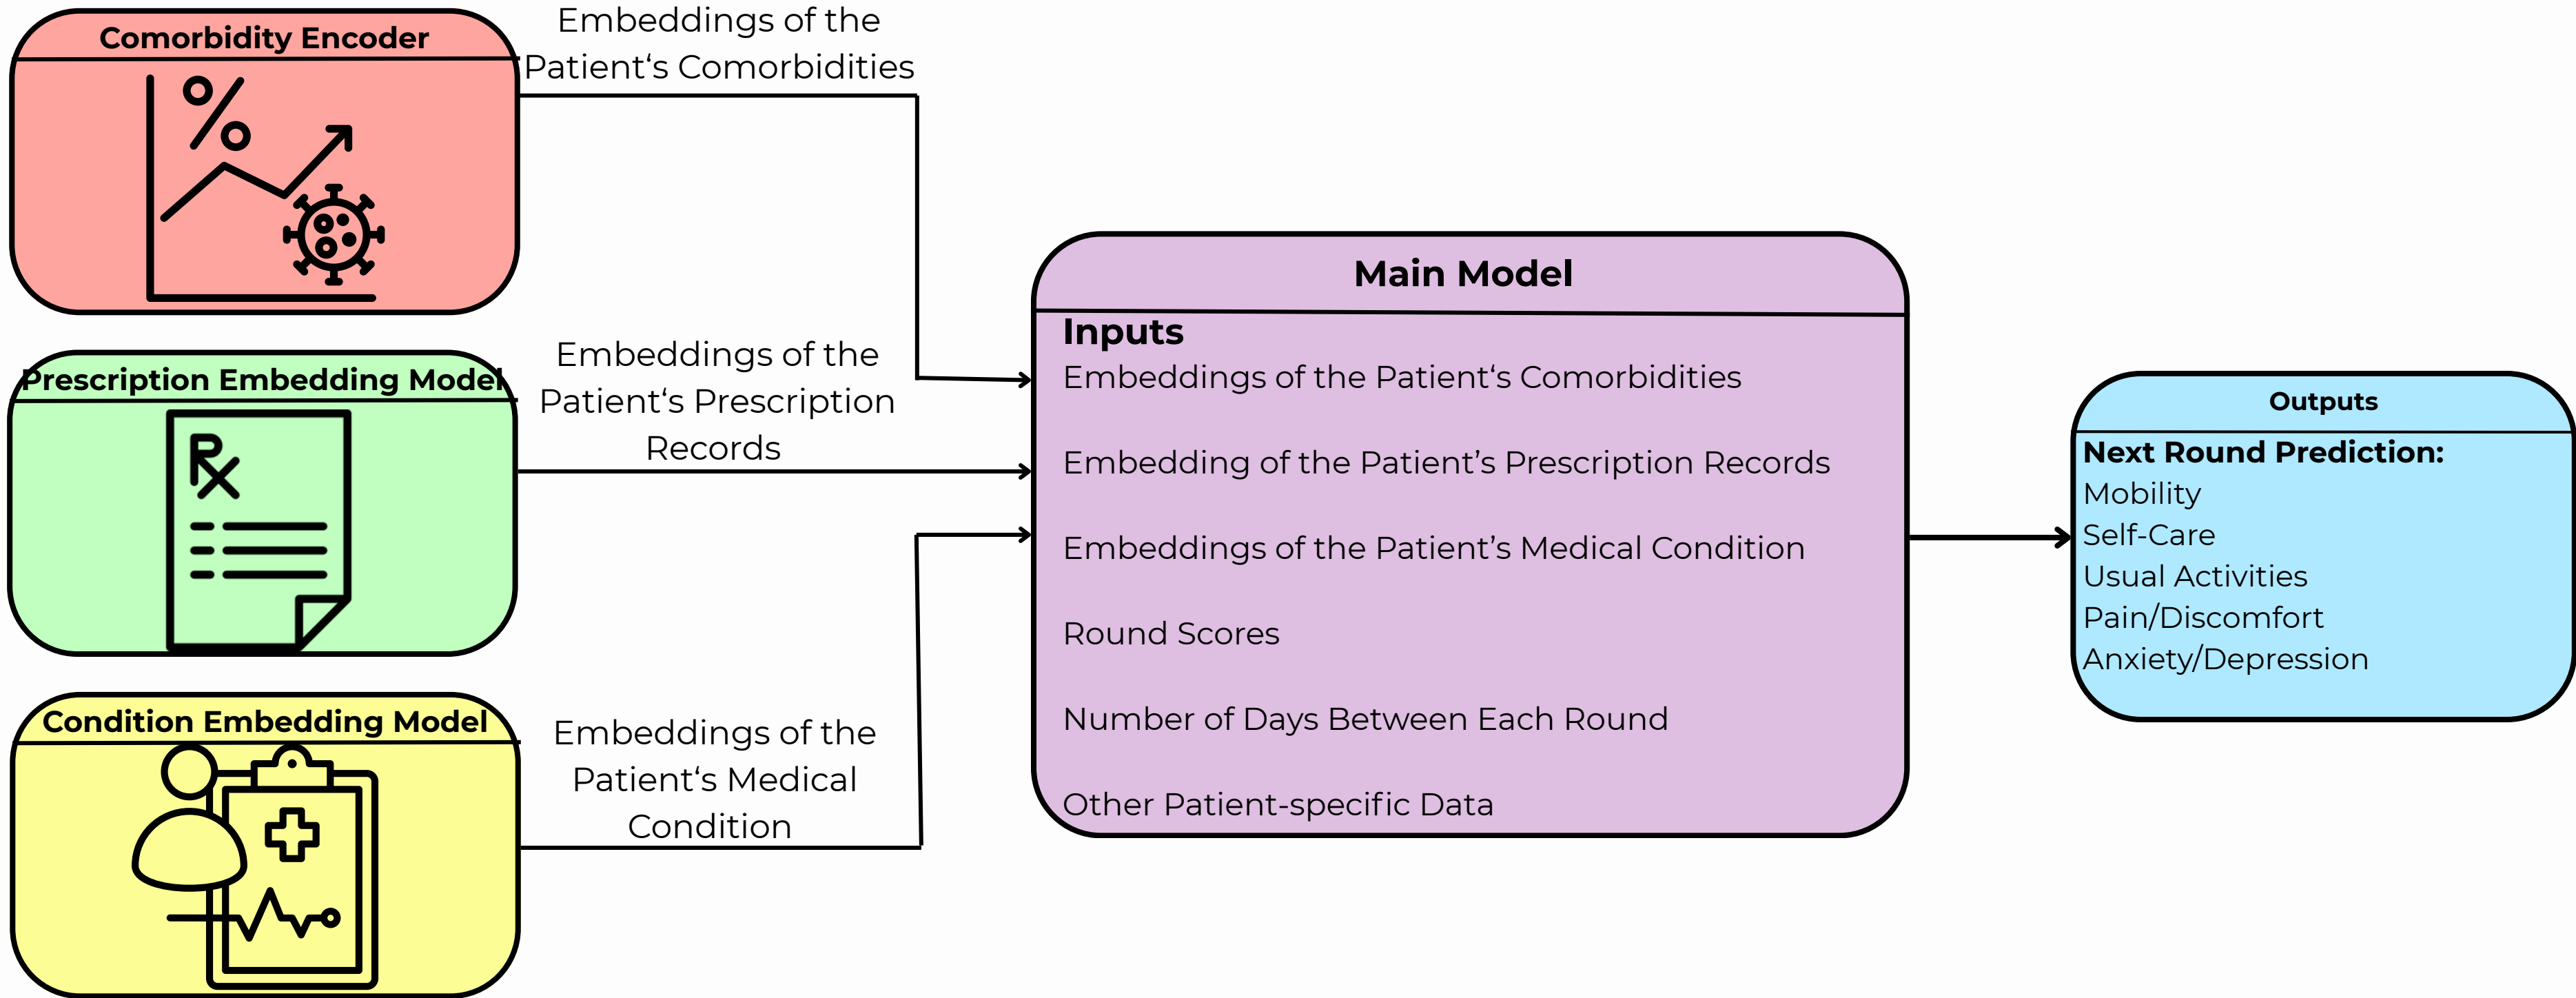 Comorbidity Encoder
Embeddings of the
Patient‘s Comorbidities
Prescription Embedding Model
Embeddings of the
Patient‘s Prescription
Records
Condition Embedding Model
Embeddings of the
Patient‘s Medical
Condition
Main Model
Inputs
Embeddings of the Patient‘s Comorbidities
Embedding of the Patient’s Prescription Records
Embeddings of the Patient’s Medical Condition
Round Scores
Number of Days Between Each Round
Other Patient-specific Data
Outputs
Next Round Prediction:
Mobility
Self-Care
Usual Activities
Pain/Discomfort
Anxiety/Depression
%
Rx